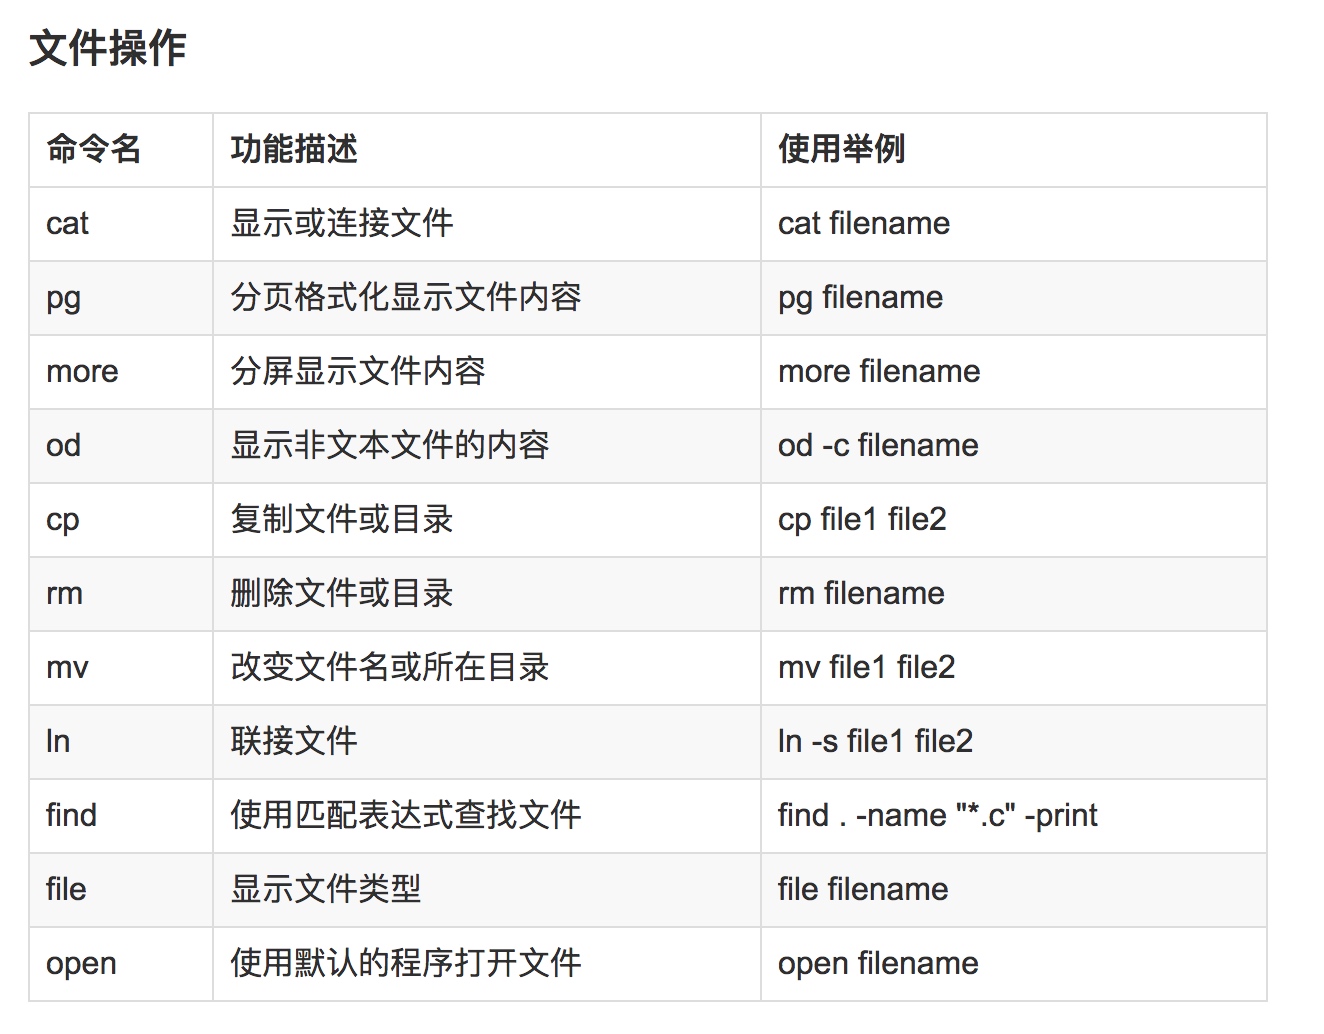 文件操作
命令名 功能描述 使用举例
cat 显示或连接文件 cat filename
pg 分页格式化显示文件内容 pg filename
more 分屏显示文件内容 more filename
od 显示非文本文件的内容 od -c filename
cp 复制文件或目录 cp file1 file2
rm 删除文件或目录 rm filename
mv 改变文件名或所在目录 mv file1 file2
ln 联接文件 ln -s file1 file2
find 使用匹配表达式查找文件 find . -name "*.c" -print
file 显示文件类型 file filename
open 使用默认的程序打开文件 open filename